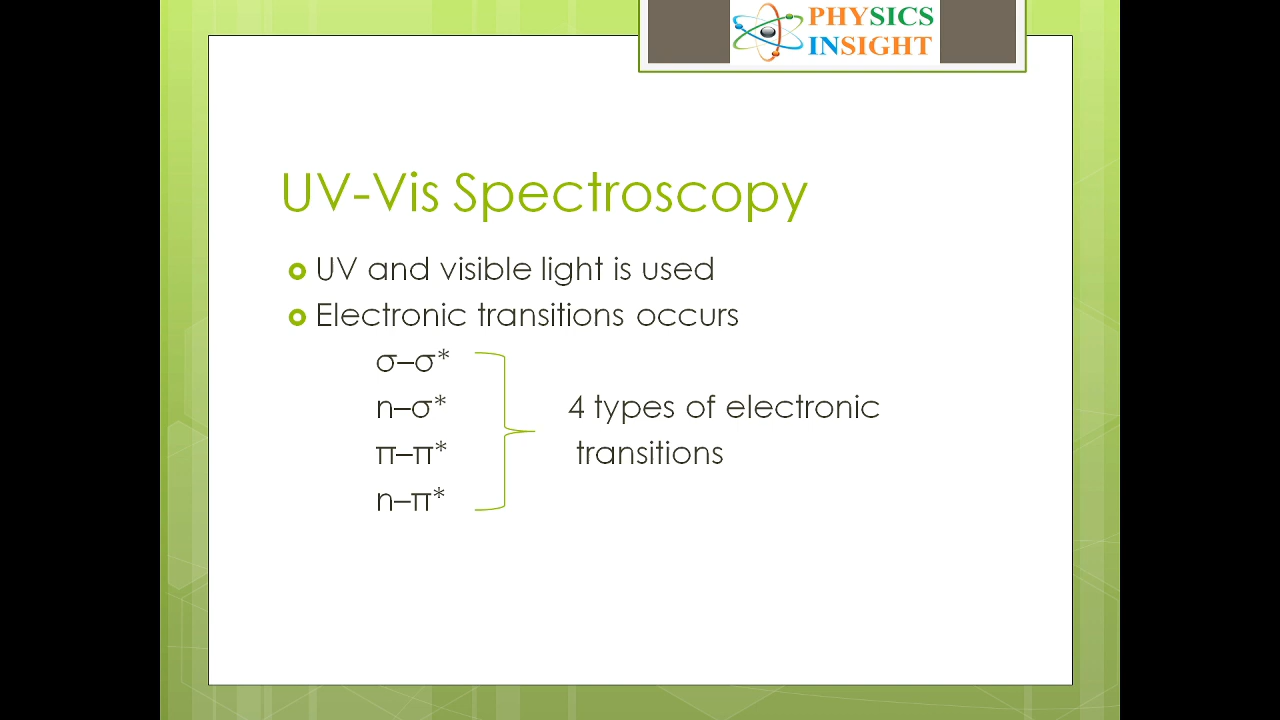 PHYSICS
INSIGHT
UV-Vis Spectroscopy
UV and visible light is used
Electronic transitions occurs
σ–σ*
n–σ* 4 types of electronic
π–π* transitions
n–π*